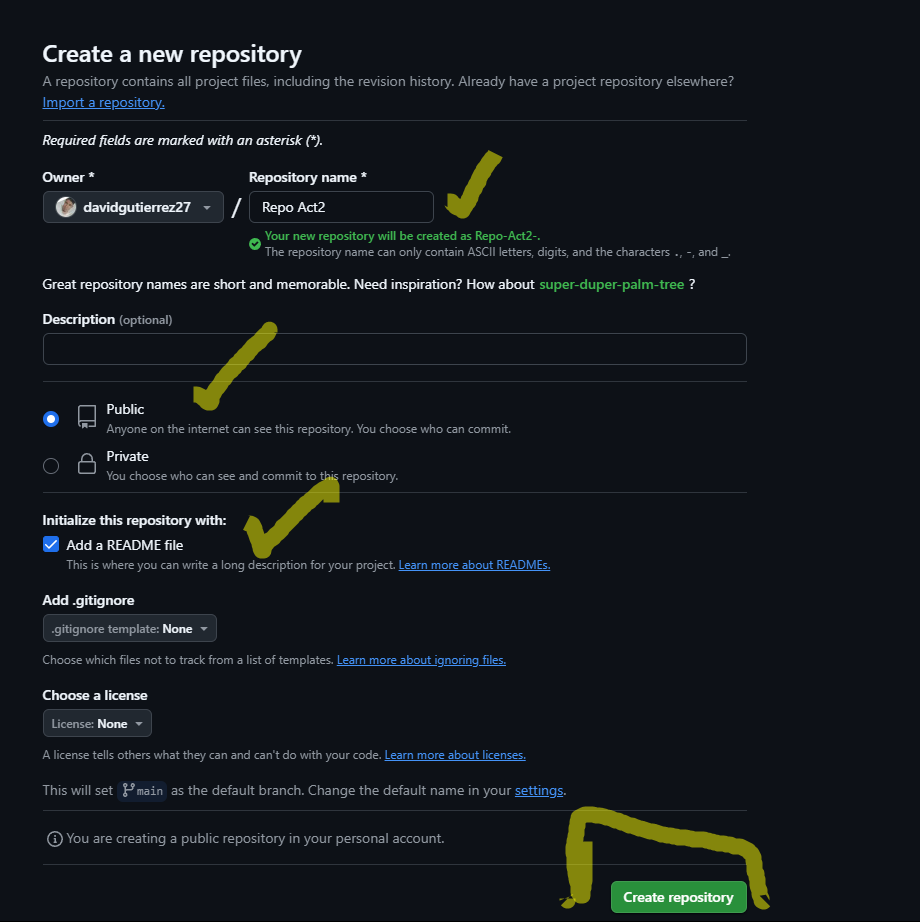 Create a new repository
A repository contains all project files, including the revision history. Already have a project repository elsewhere?
Import a repository.
Required fields are marked with an asterisk (*).
Owner * Repository name *
davidgutierrez27 / Repo Act2
Your new repository will be created as Repo-Act2-.
The repository name can only contain ASCII letters, digits, and the characters ., -, and _.
Great repository names are short and memorable. Need inspiration? How about super-duper-palm-tree ?
Description (optional)
Public
Anyone on the internet can see this repository. You choose who can commit.
Private
You choose who can see and commit to this repository.
Initialize this repository with:
Add a README file
This is where you can write a long description for your project. Learn more about READMEs.
Add .gitignore
.gitignore template: None
Choose which files not to track from a list of templates. Learn more about ignoring files.
Choose a license
License: None
A license tells others what they can and can't do with your code. Learn more about licenses.
This will set main as the default branch. Change the default name in your settings.
You are creating a public repository in your personal account.
Create repository